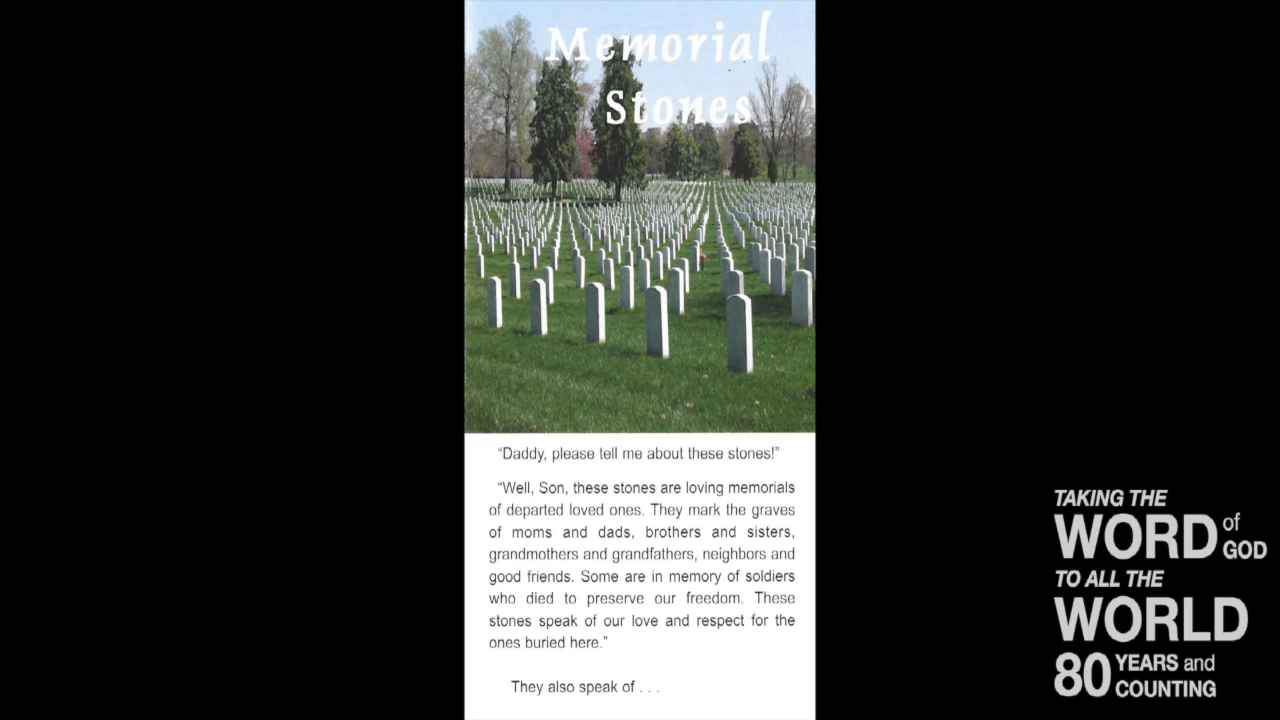 Memorial
Stones
“Daddy, please tell me about these stones!”
“Well, Son, these stones are loving memorials
of departed loved ones. They mark the graves
of moms and dads, brothers and sisters,
grandmothers and grandfathers, neighbors and
good friends. Some are in memory of soldiers
who died to preserve our freedom. These
stones speak of our love and respect for the
ones buried here.”
They also speak of . . .
TAKING THE
WORD of GOD
TO ALL THE
WORLD
80 YEARS and
COUNTING